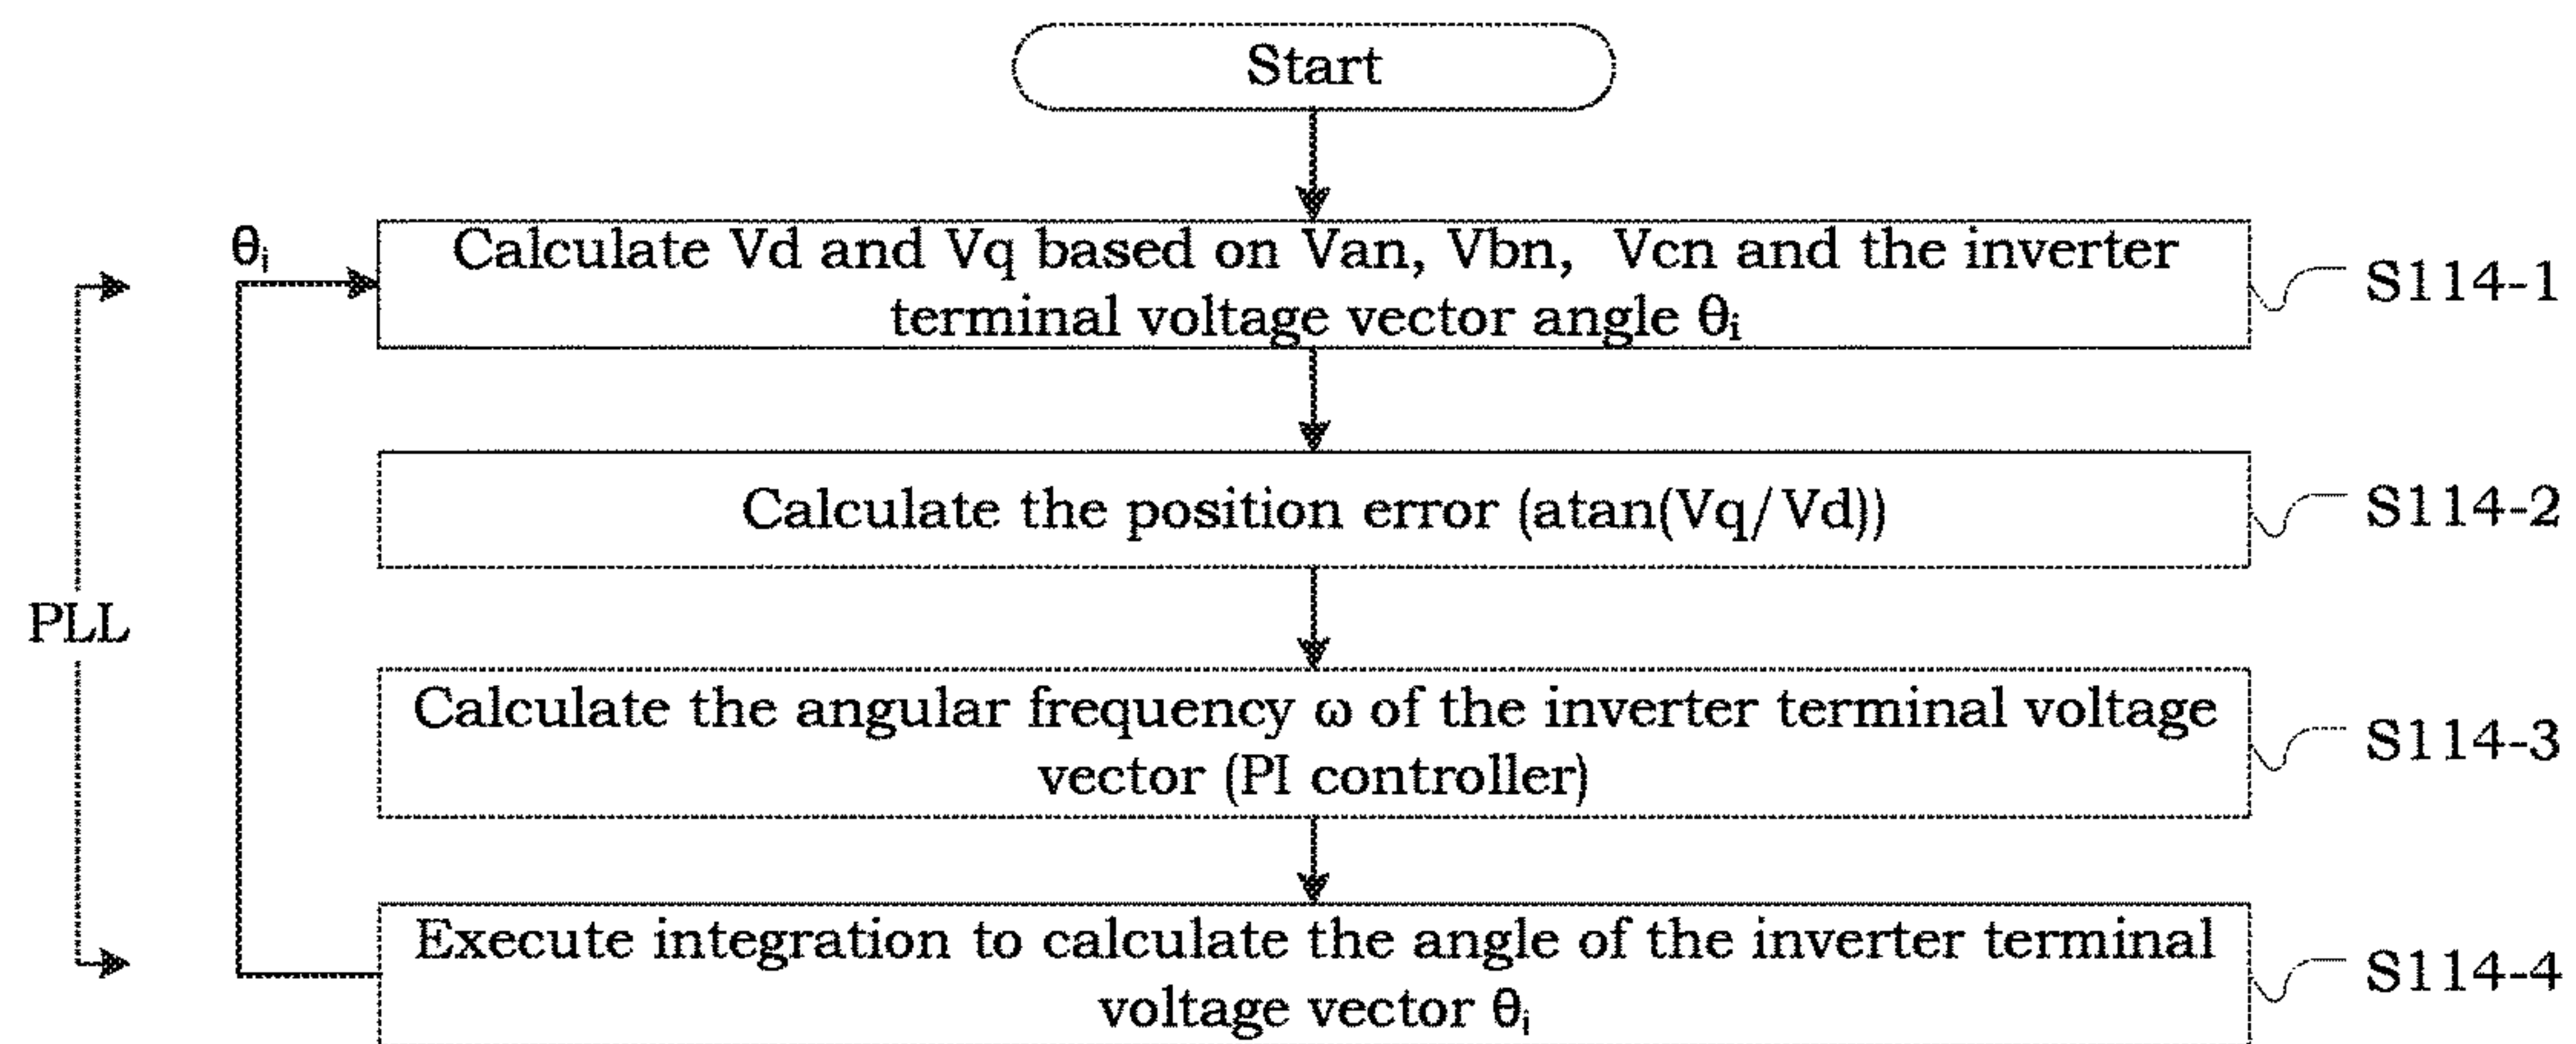 Start
θi
Calculate Vd and Vq based on Van, Vbn, Vcn and the inverter
terminal voltage vector angle θi
S114-1
Calculate the position error (atan(Vq/Vd))
S114-2
PLL
Calculate the angular frequency ω of the inverter terminal voltage
vector (PI controller)
S114-3
Execute integration to calculate the angle of the inverter terminal
voltage vector θi
S114-4